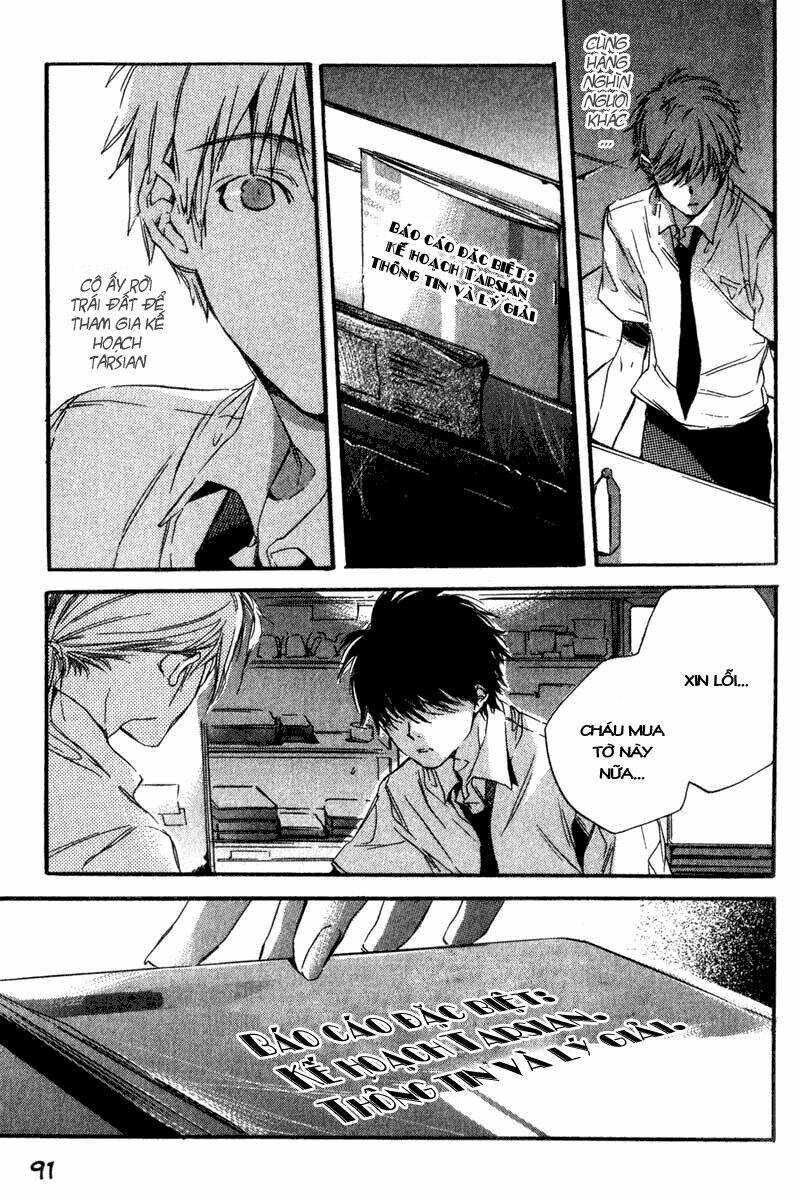 CÙNG
HÀNG
NGHÌN
NGƯỜI
KHÁC
...
BÁO CÁO ĐẶC BIỆT:
KẾ HOẠCH TARSIAN
THÔNG TIN VÀ LÝ GIẢI
CÔ ẤY RỜI
TRÁI ĐẤT ĐỂ
THAM GIA KẾ
HOẠCH
TARSIAN
XIN LỖI...
CHÁU MUA
TỜ NÀY
NỮA...
BÁO CÁO ĐẶC BIỆT:
KẾ HOẠCH TARSIAN.
THÔNG TIN VÀ LÝ GIẢI.
91